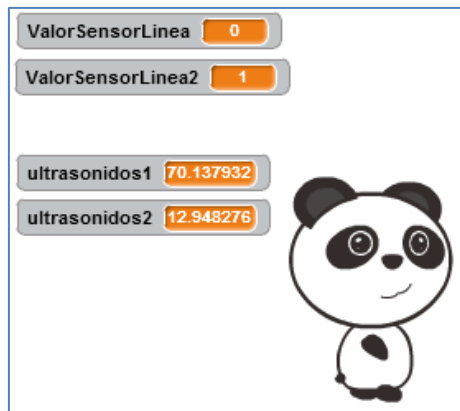 ValorSensorLinea 0
ValorSensorLinea2 1
ultrasonidos1 70.137932
ultrasonidos2 12.948276